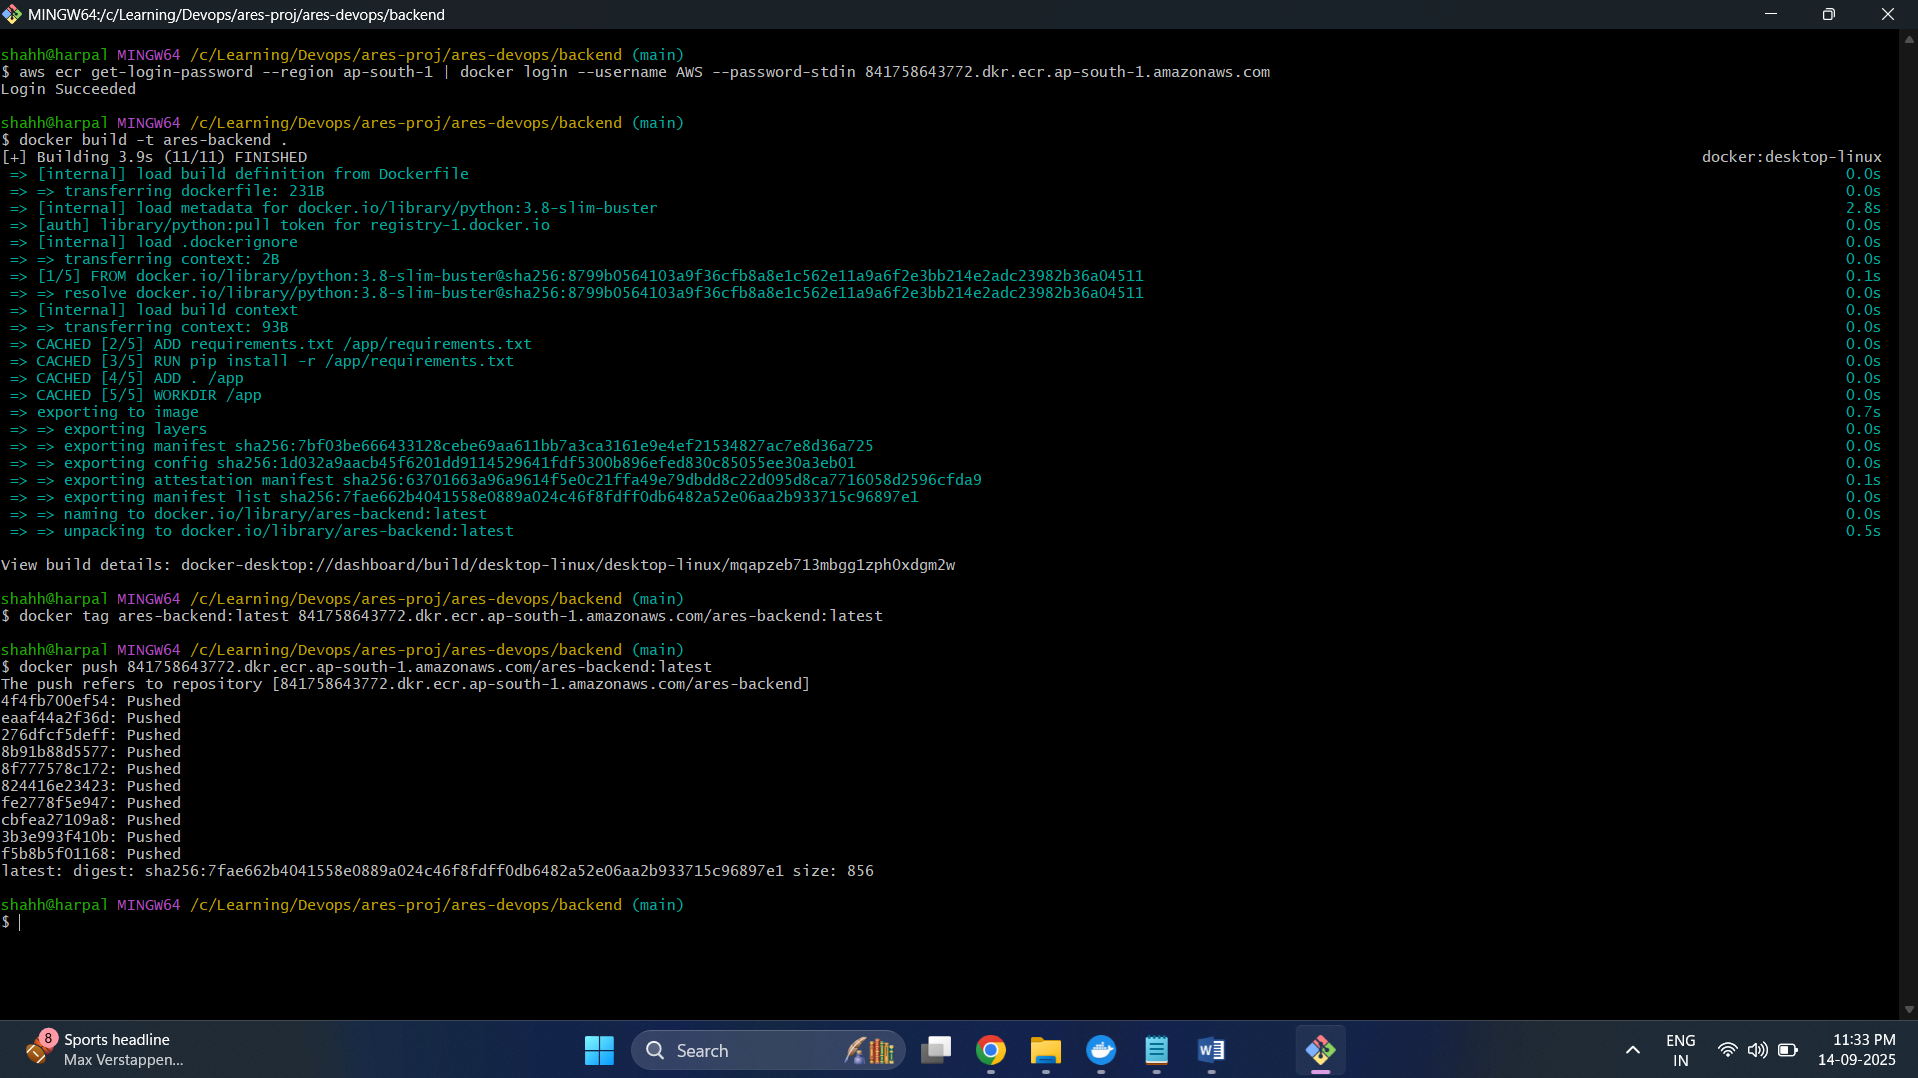 MINGW64:/c/Learning/Devops/ares-proj/ares-devops/backend
shahh@harpal MINGW64 /c/Learning/Devops/ares-proj/ares-devops/backend (main)
$ aws ecr get-login-password --region ap-south-1 | docker login --username AWS --password-stdin 841758643772.dkr.ecr.ap-south-1.amazonaws.com
Login Succeeded
shahh@harpal MINGW64 /c/Learning/Devops/ares-proj/ares-devops/backend (main)
$ docker build -t ares-backend .
[+] Building 3.9s (11/11) FINISHED docker:desktop-linux
=> [internal] load build definition from Dockerfile 0.0s
=> => transferring dockerfile: 231B 0.0s
=> [internal] load metadata for docker.io/library/python:3.8-slim-buster 2.8s
=> [auth] library/python:pull token for registry-1.docker.io 0.0s
=> [internal] load .dockerignore 0.0s
=> => transferring context: 2B 0.0s
=> [1/5] FROM docker.io/library/python:3.8-slim-buster@sha256:8799b0564103a9f36cfb8a8e1c562e11a9a6f2e3bb214e2adc23982b36a04511 0.1s
=> => resolve docker.io/library/python:3.8-slim-buster@sha256:8799b0564103a9f36cfb8a8e1c562e11a9a6f2e3bb214e2adc23982b36a04511 0.0s
=> [internal] load build context 0.0s
=> => transferring context: 93B 0.0s
=> CACHED [2/5] ADD requirements.txt /app/requirements.txt 0.0s
=> CACHED [3/5] RUN pip install -r /app/requirements.txt 0.0s
=> CACHED [4/5] ADD . /app 0.0s
=> CACHED [5/5] WORKDIR /app 0.0s
=> exporting to image 0.7s
=> => exporting layers 0.0s
=> => exporting manifest sha256:7bf03be666433128cebe69aa611bb7a3ca3161e9e4ef21534827ac7e8d36a725 0.0s
=> => exporting config sha256:1d032a9aacb45f6201dd9114529641fdf5300b896efed830c85055ee30a3eb01 0.0s
=> => exporting attestation manifest sha256:63701663a96a9614f5e0c21ffa49e79dbdd8c22d095d8ca7716058d2596cfda9 0.1s
=> => exporting manifest list sha256:7fae662b4041558e0889a024c46f8fdff0db6482a52e06aa2b933715c96897e1 0.0s
=> => naming to docker.io/library/ares-backend:latest 0.0s
=> => unpacking to docker.io/library/ares-backend:latest 0.5s
View build details: docker-desktop://dashboard/build/desktop-linux/desktop-linux/mqapzeb713mbgg1zph0xdgm2w
shahh@harpal MINGW64 /c/Learning/Devops/ares-proj/ares-devops/backend (main)
$ docker tag ares-backend:latest 841758643772.dkr.ecr.ap-south-1.amazonaws.com/ares-backend:latest
shahh@harpal MINGW64 /c/Learning/Devops/ares-proj/ares-devops/backend (main)
$ docker push 841758643772.dkr.ecr.ap-south-1.amazonaws.com/ares-backend:latest
The push refers to repository [841758643772.dkr.ecr.ap-south-1.amazonaws.com/ares-backend]
4f4fb700ef54: Pushed
eaaf44a2f36d: Pushed
276dfcf5deff: Pushed
8b91b88d5577: Pushed
8f777578c172: Pushed
824416e23423: Pushed
fe2778f5e947: Pushed
cbfea27109a8: Pushed
3b3e993f410b: Pushed
f5b8b5f01168: Pushed
latest: digest: sha256:7fae662b4041558e0889a024c46f8fdff0db6482a52e06aa2b933715c96897e1 size: 856
shahh@harpal MINGW64 /c/Learning/Devops/ares-proj/ares-devops/backend (main)
$
8
Sports headline
Max Verstappen...
Search
W
ENG
IN
11:33 PM
14-09-2025